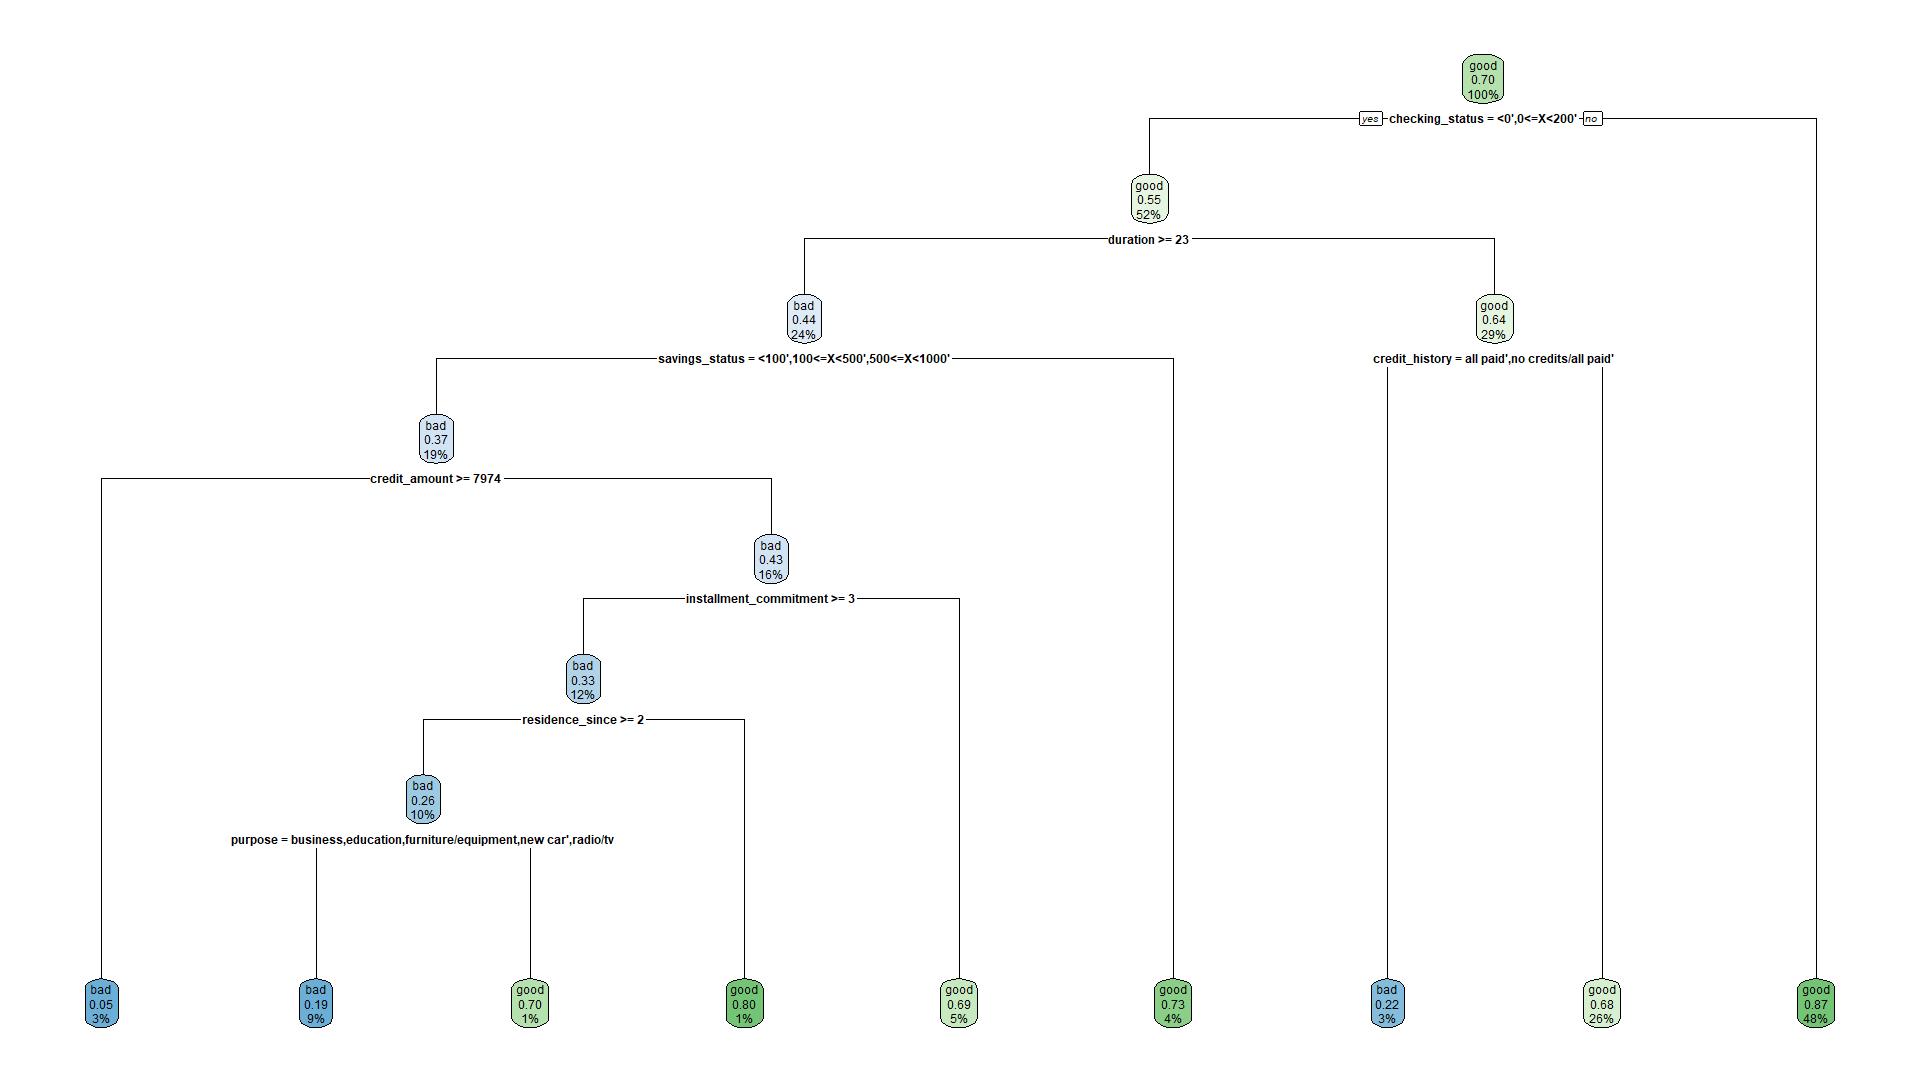 good
0.70
100%
yes checking_status = <0',0<=X<200' no
good
0.55
52%
duration >= 23
bad
0.44
24%
good
0.64
29%
savings_status = <100',100<=X<500',500<=X<1000'
credit_history = all paid',no credits/all paid'
bad
0.37
19%
credit_amount >= 7974
bad
0.43
16%
installment_commitment >= 3
bad
0.33
12%
residence_since >= 2
bad
0.26
10%
purpose = business,education,furniture/equipment,new car',radio/tv
bad
0.05
3%
bad
0.19
9%
good
0.70
1%
good
0.80
1%
good
0.69
5%
good
0.73
4%
bad
0.22
3%
good
0.68
26%
good
0.87
48%